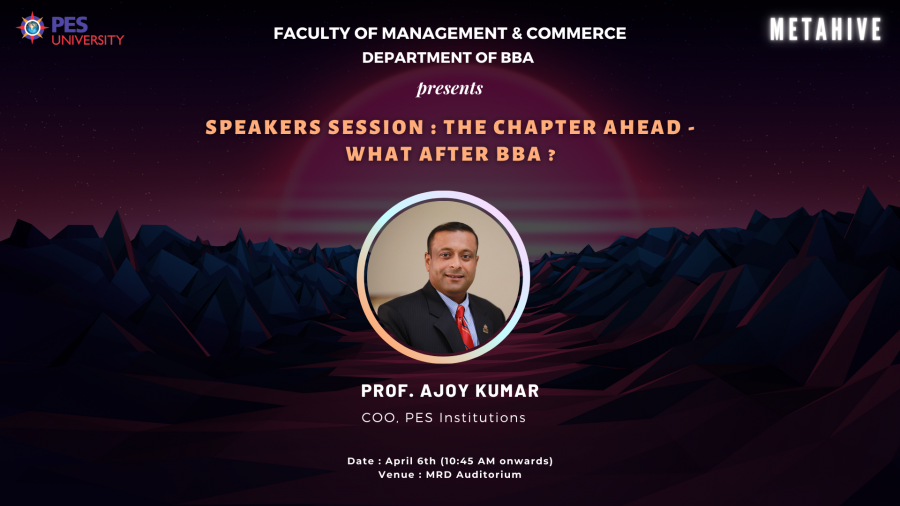 PES
UNIVERSITY
METAHIVE
FACULTY OF MANAGEMENT & COMMERCE
DEPARTMENT OF BBA
presents
SPEAKERS SESSION : THE CHAPTER AHEAD -
WHAT AFTER BBA ?
PROF. AJOY KUMAR
COO, PES Institutions
Date : April 6th (10:45 AM onwards)
Venue : MRD Auditorium